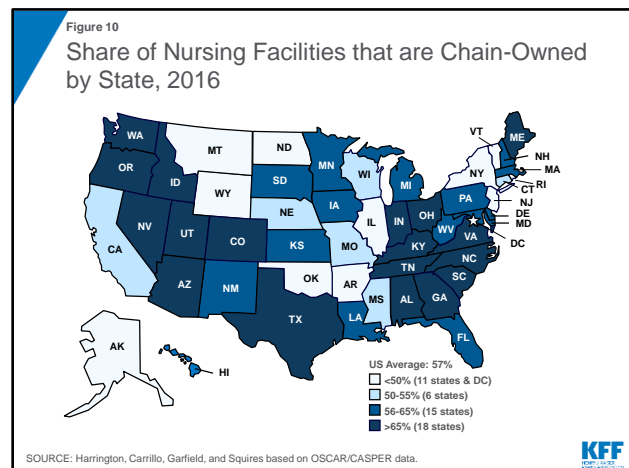 Figure 10
Share of Nursing Facilities that are Chain-Owned
by State, 2016
WA
MT
ND
MN
VT
ME
OR
ID
WY
SD
WI
MI
NY
NH
MA
RI
CT
NJ
DE
MD
DC
NV
UT
CO
NE
IA
IL
IN
OH
PA
WV
VA
CA
KS
MO
KY
NC
TN
SC
AZ
NM
OK
AR
MS
AL
GA
TX
LA
FL
AK
HI
US Average: 57%
<50% (11 states & DC)
50-55% (6 states)
56-65% (15 states)
>65% (18 states)
SOURCE: Harrington, Carrillo, Garfield, and Squires based on OSCAR/CASPER data.
KFF